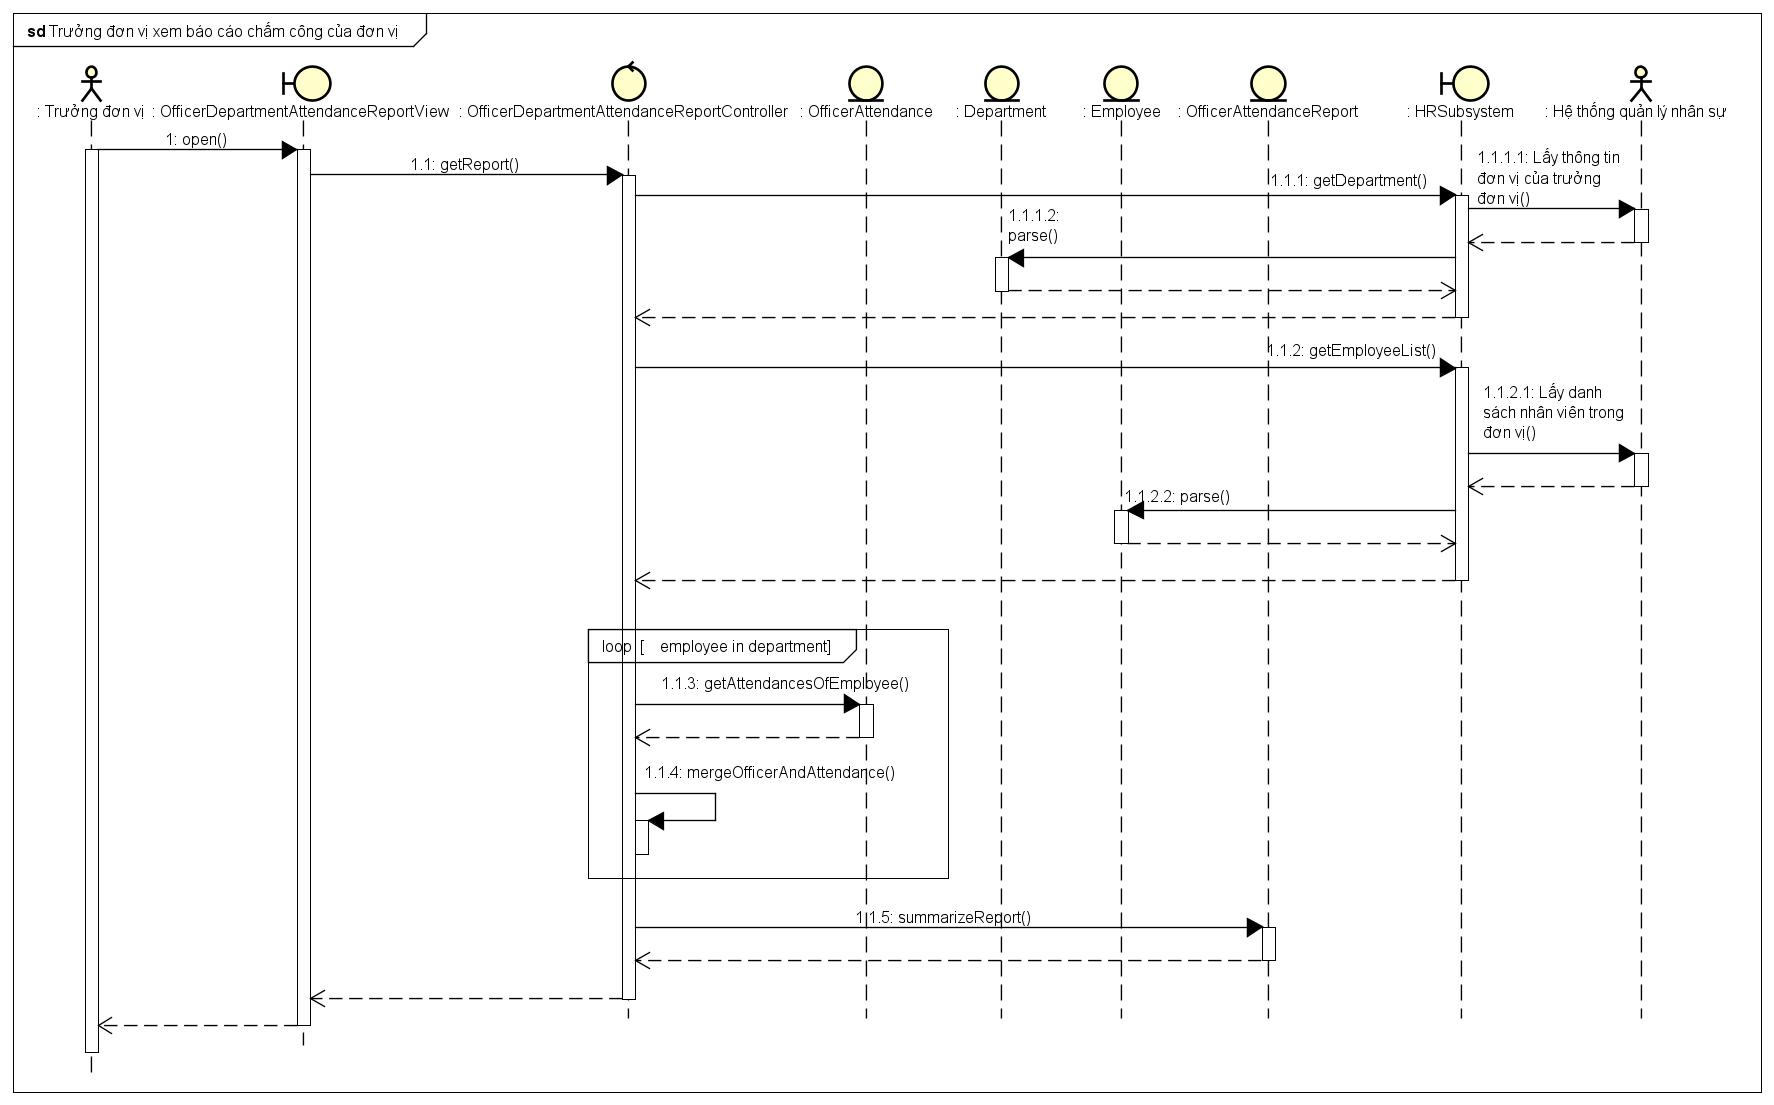 sd Trưởng đơn vị xem báo cáo chấm công của đơn vị
: Trưởng đơn vị
: OfficerDepartmentAttendanceReportView
: OfficerDepartmentAttendanceReportController
: OfficerAttendance
: Department
: Employee
: OfficerAttendanceReport
: HRSubsystem
: Hệ thống quản lý nhân sự
1: open()
1.1: getReport()
1.1.1: getDepartment()
1.1.1.1: Lấy thông tin
đơn vị của trưởng
đơn vị()
1.1.1.2:
parse()
1.1.2: getEmployeeList()
1.1.2.1: Lấy danh
sách nhân viên trong
đơn vị()
1.1.2.2: parse()
loop [ employee in department]
1.1.3: getAttendancesOfEmployee()
1.1.4: mergeOfficerAndAttendance()
1.1.5: summarizeReport()